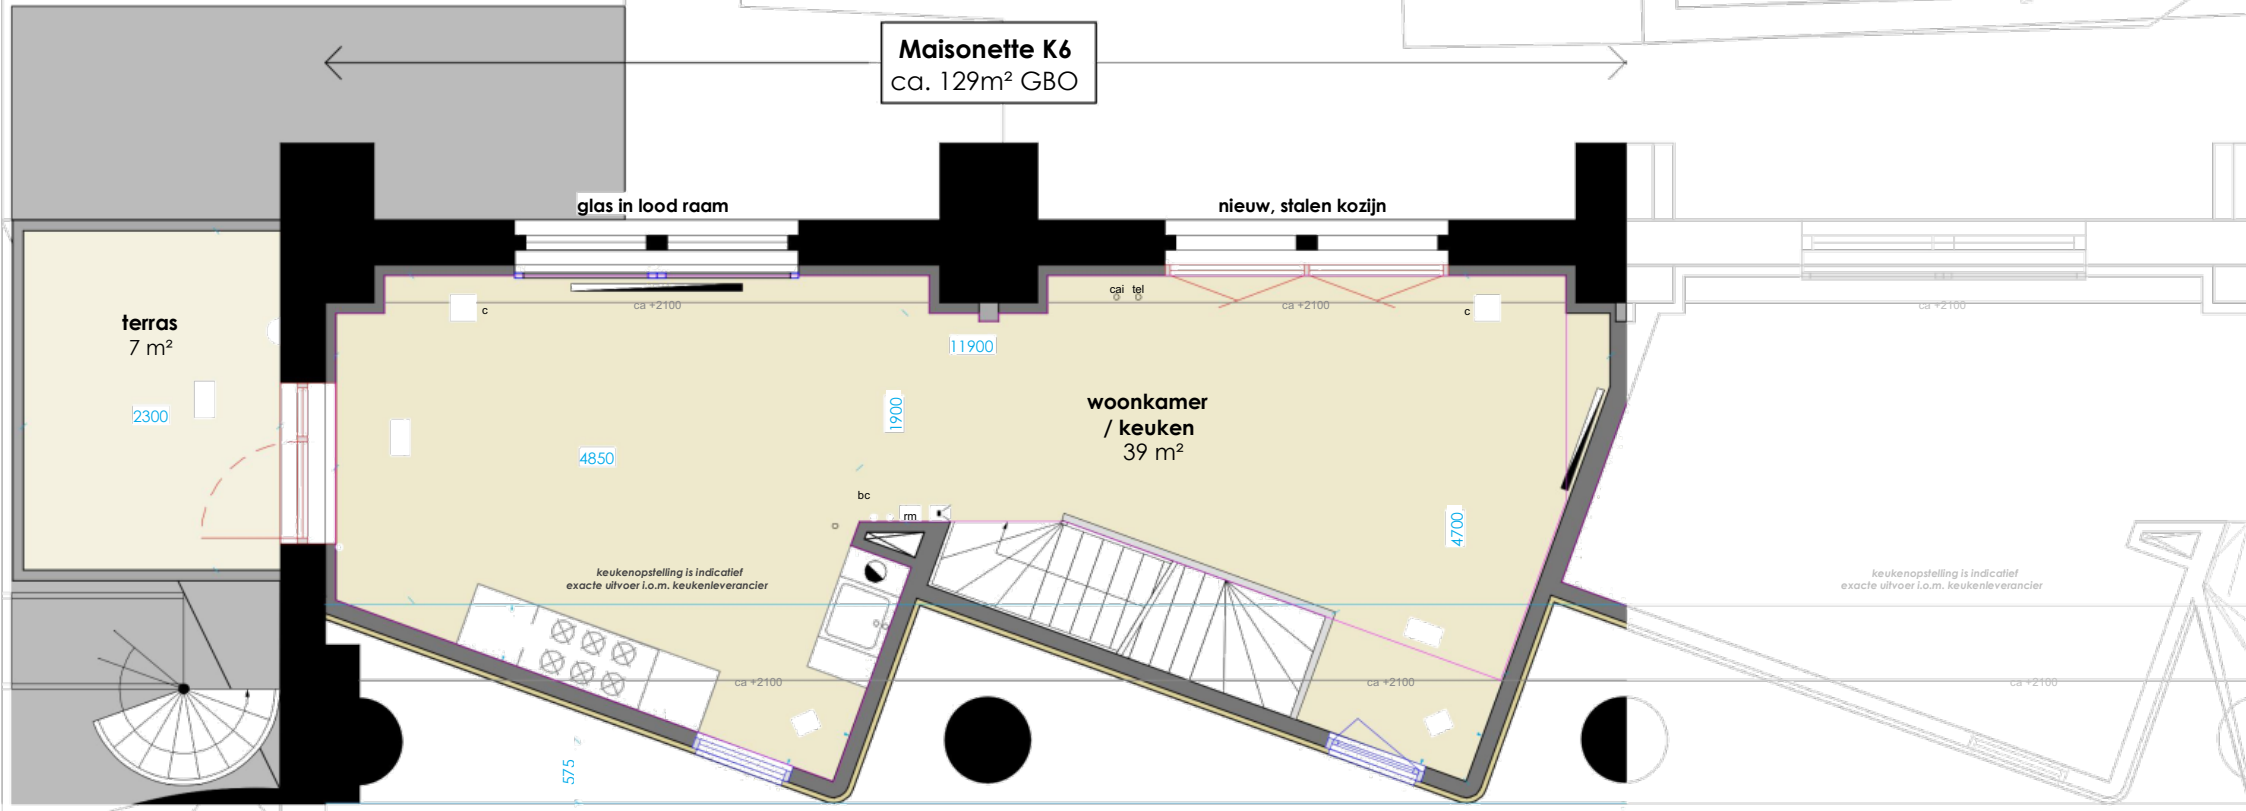 Maisonette K6
ca. 129m² GBO
glas in lood raam
nieuw, stalen kozijn
cai tel
c
ca +2100
ca +2100
c
ca +2100
terras
7 m²
11900
2300
1900
woonkamer
/ keuken
39 m²
4850
bc
rm
4700
keukenopstelling is indicatief
exacte uitvoer i.o.m. keukenleverancier
keukenopstelling is indicatief
exacte uitvoer i.o.m. keukenleverancier
ca +2100
ca +2100
ca +2100
575